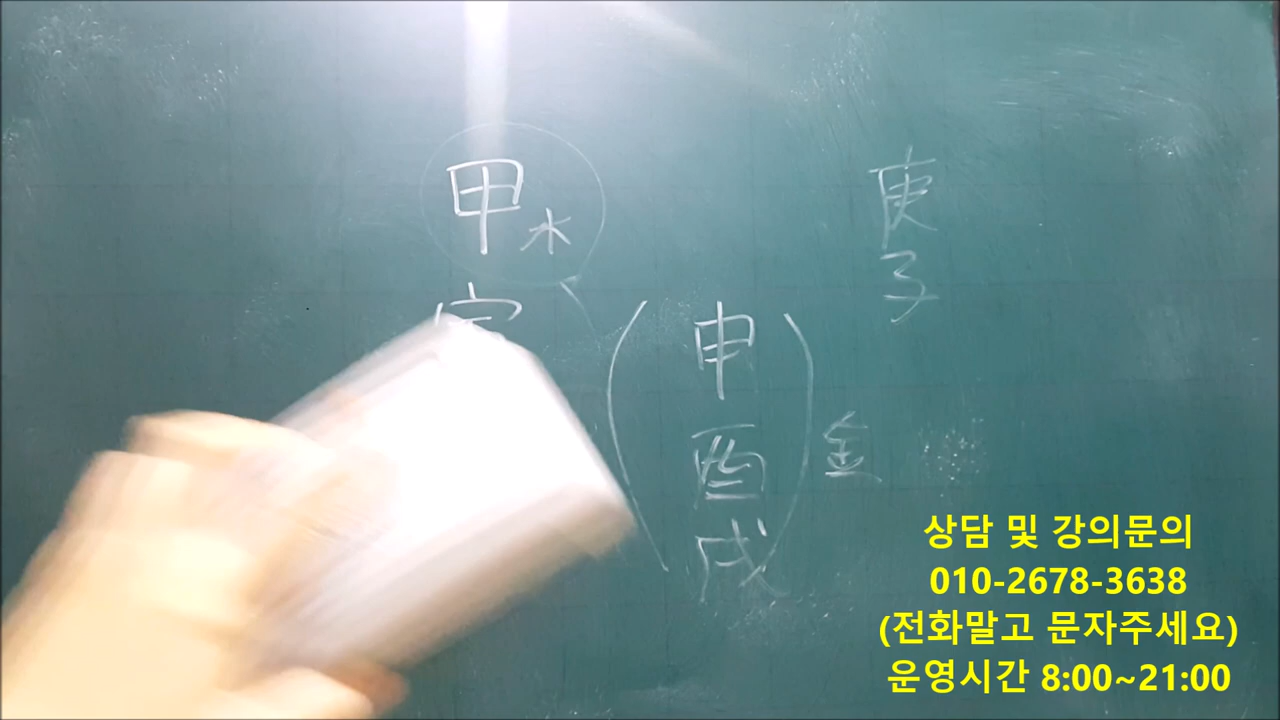 甲木
庚
子
(申
酉
戌)
金
상담 및 강의문의
010-2678-3638
(전화말고 문자주세요)
운영시간 8:00~21:00